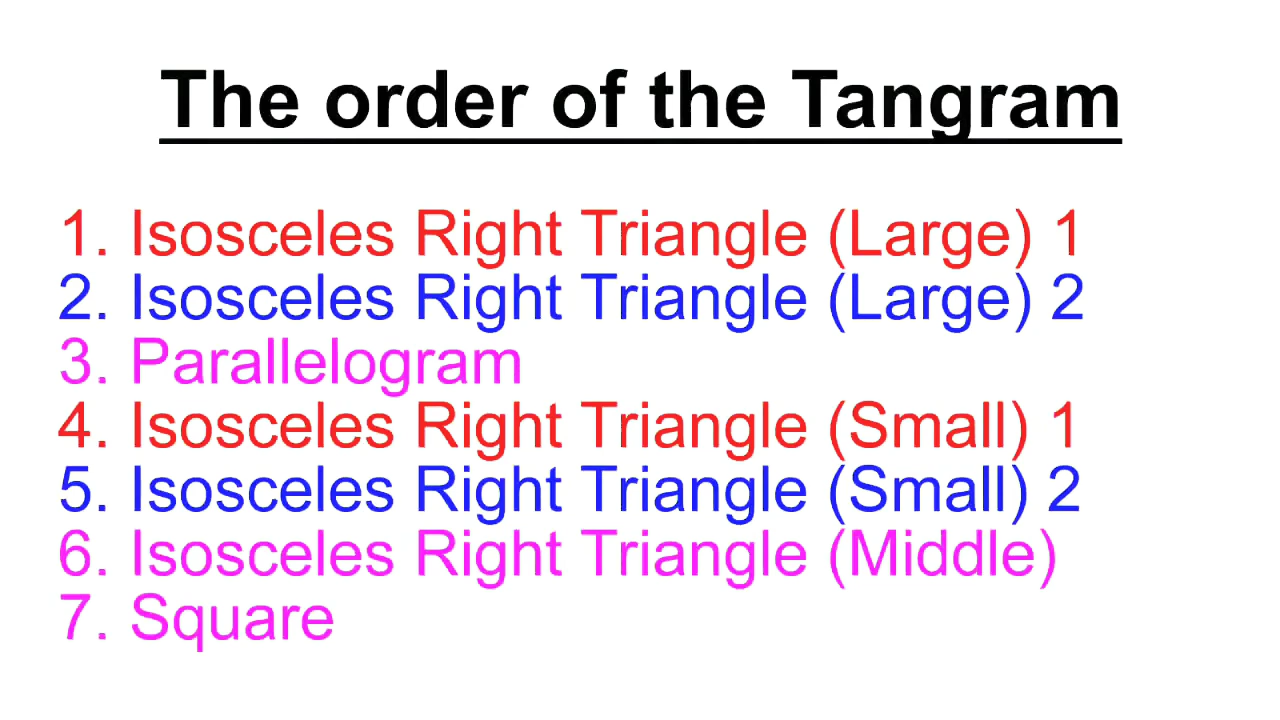 The order of the Tangram
1. Isosceles Right Triangle (Large) 1
2. Isosceles Right Triangle (Large) 2
3. Parallelogram
4. Isosceles Right Triangle (Small) 1
5. Isosceles Right Triangle (Small) 2
6. Isosceles Right Triangle (Middle)
7. Square